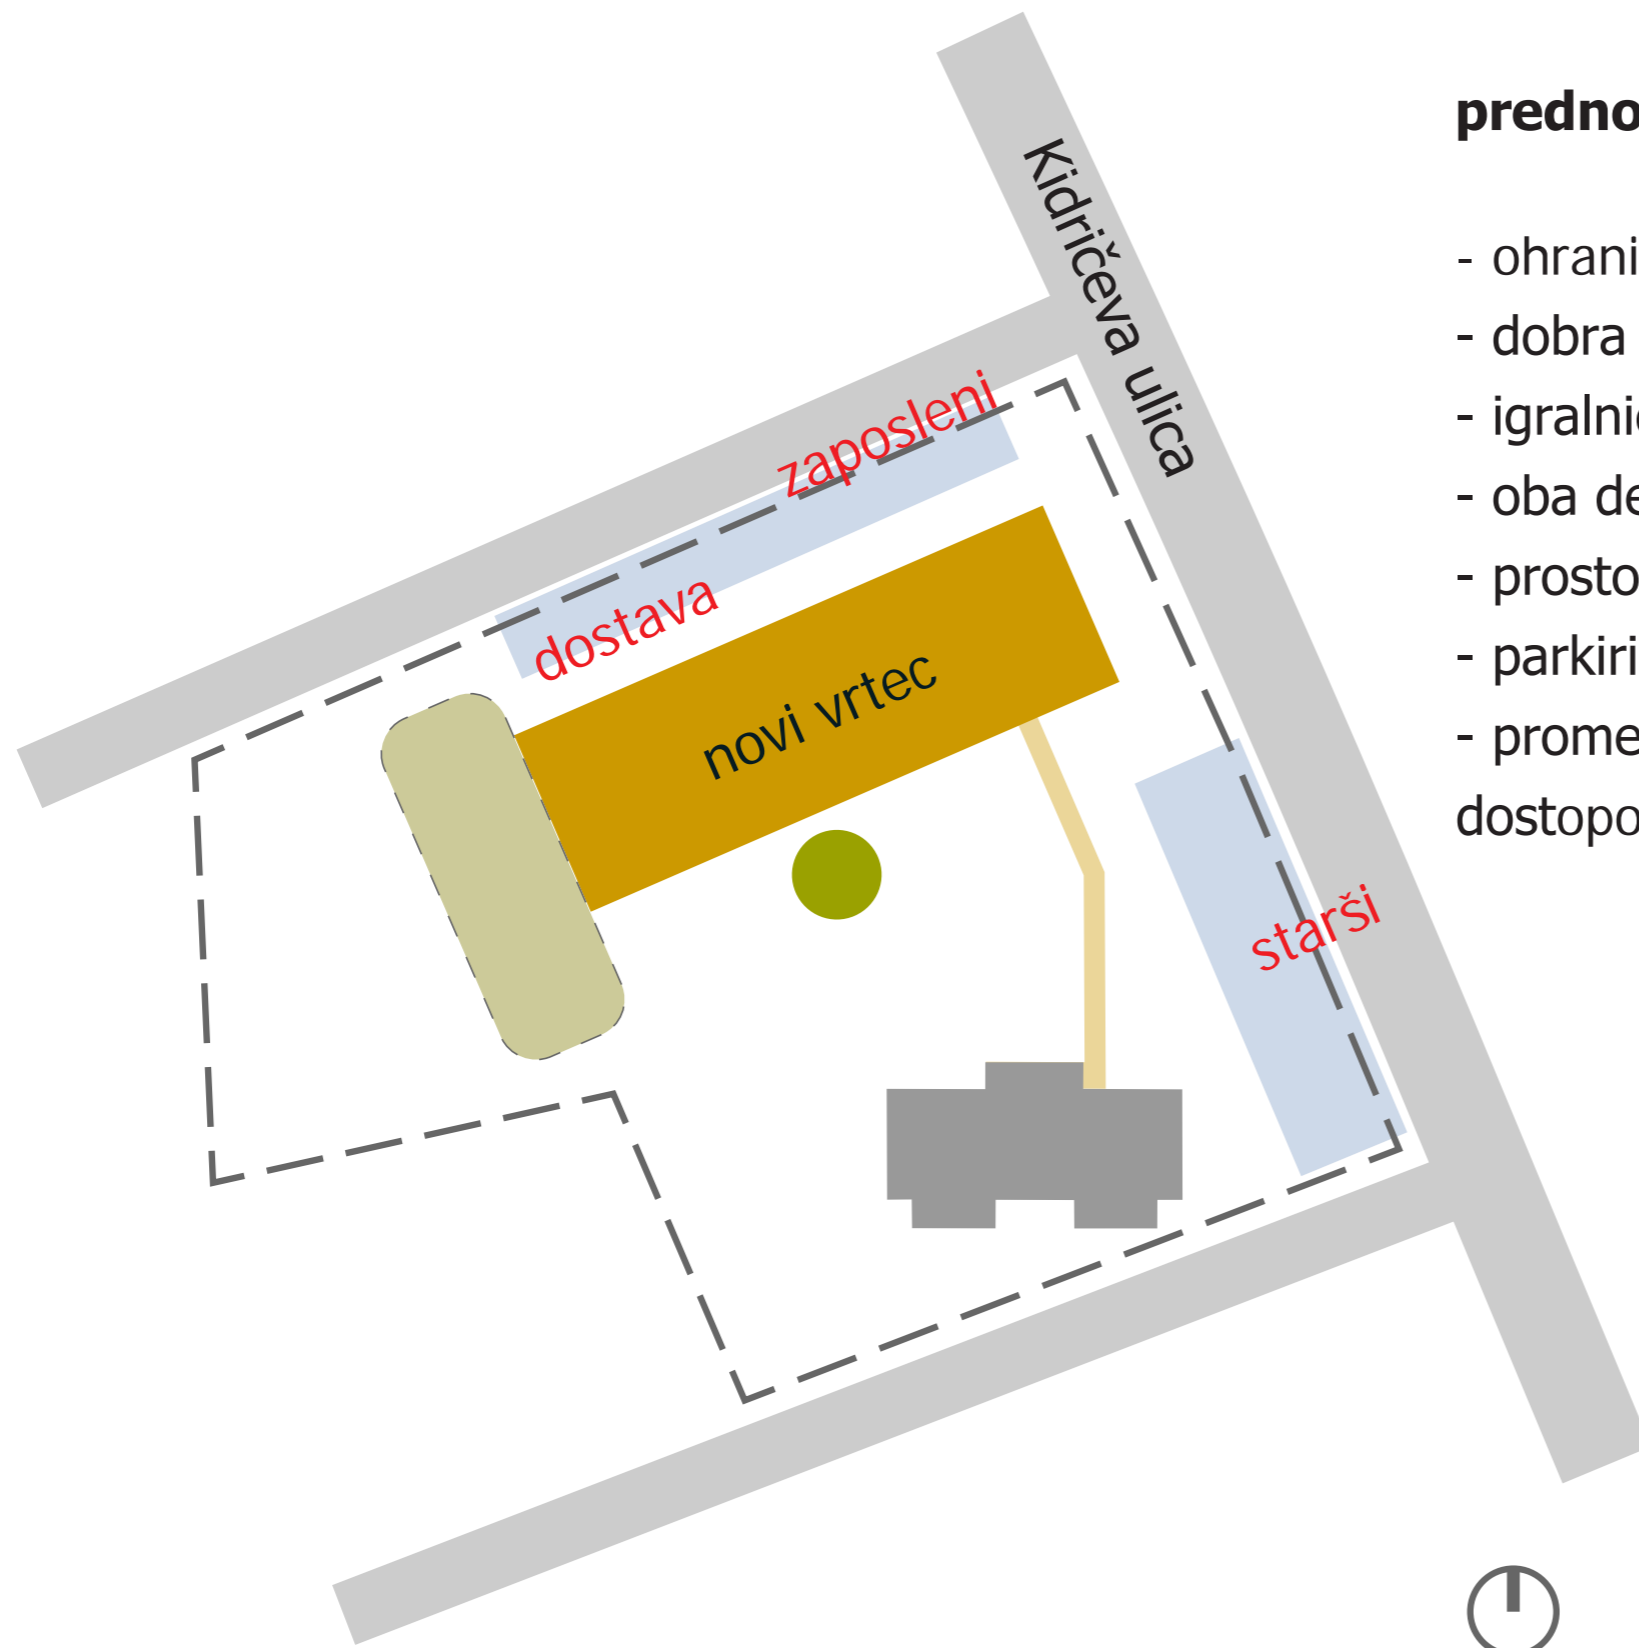 Kidričeva ulica
zaposleni
dostava
novi vrtec
starši
predno
- ohrani
- dobra
- igralni
- oba de
- prosto
- parkiri
- prome
dostopo